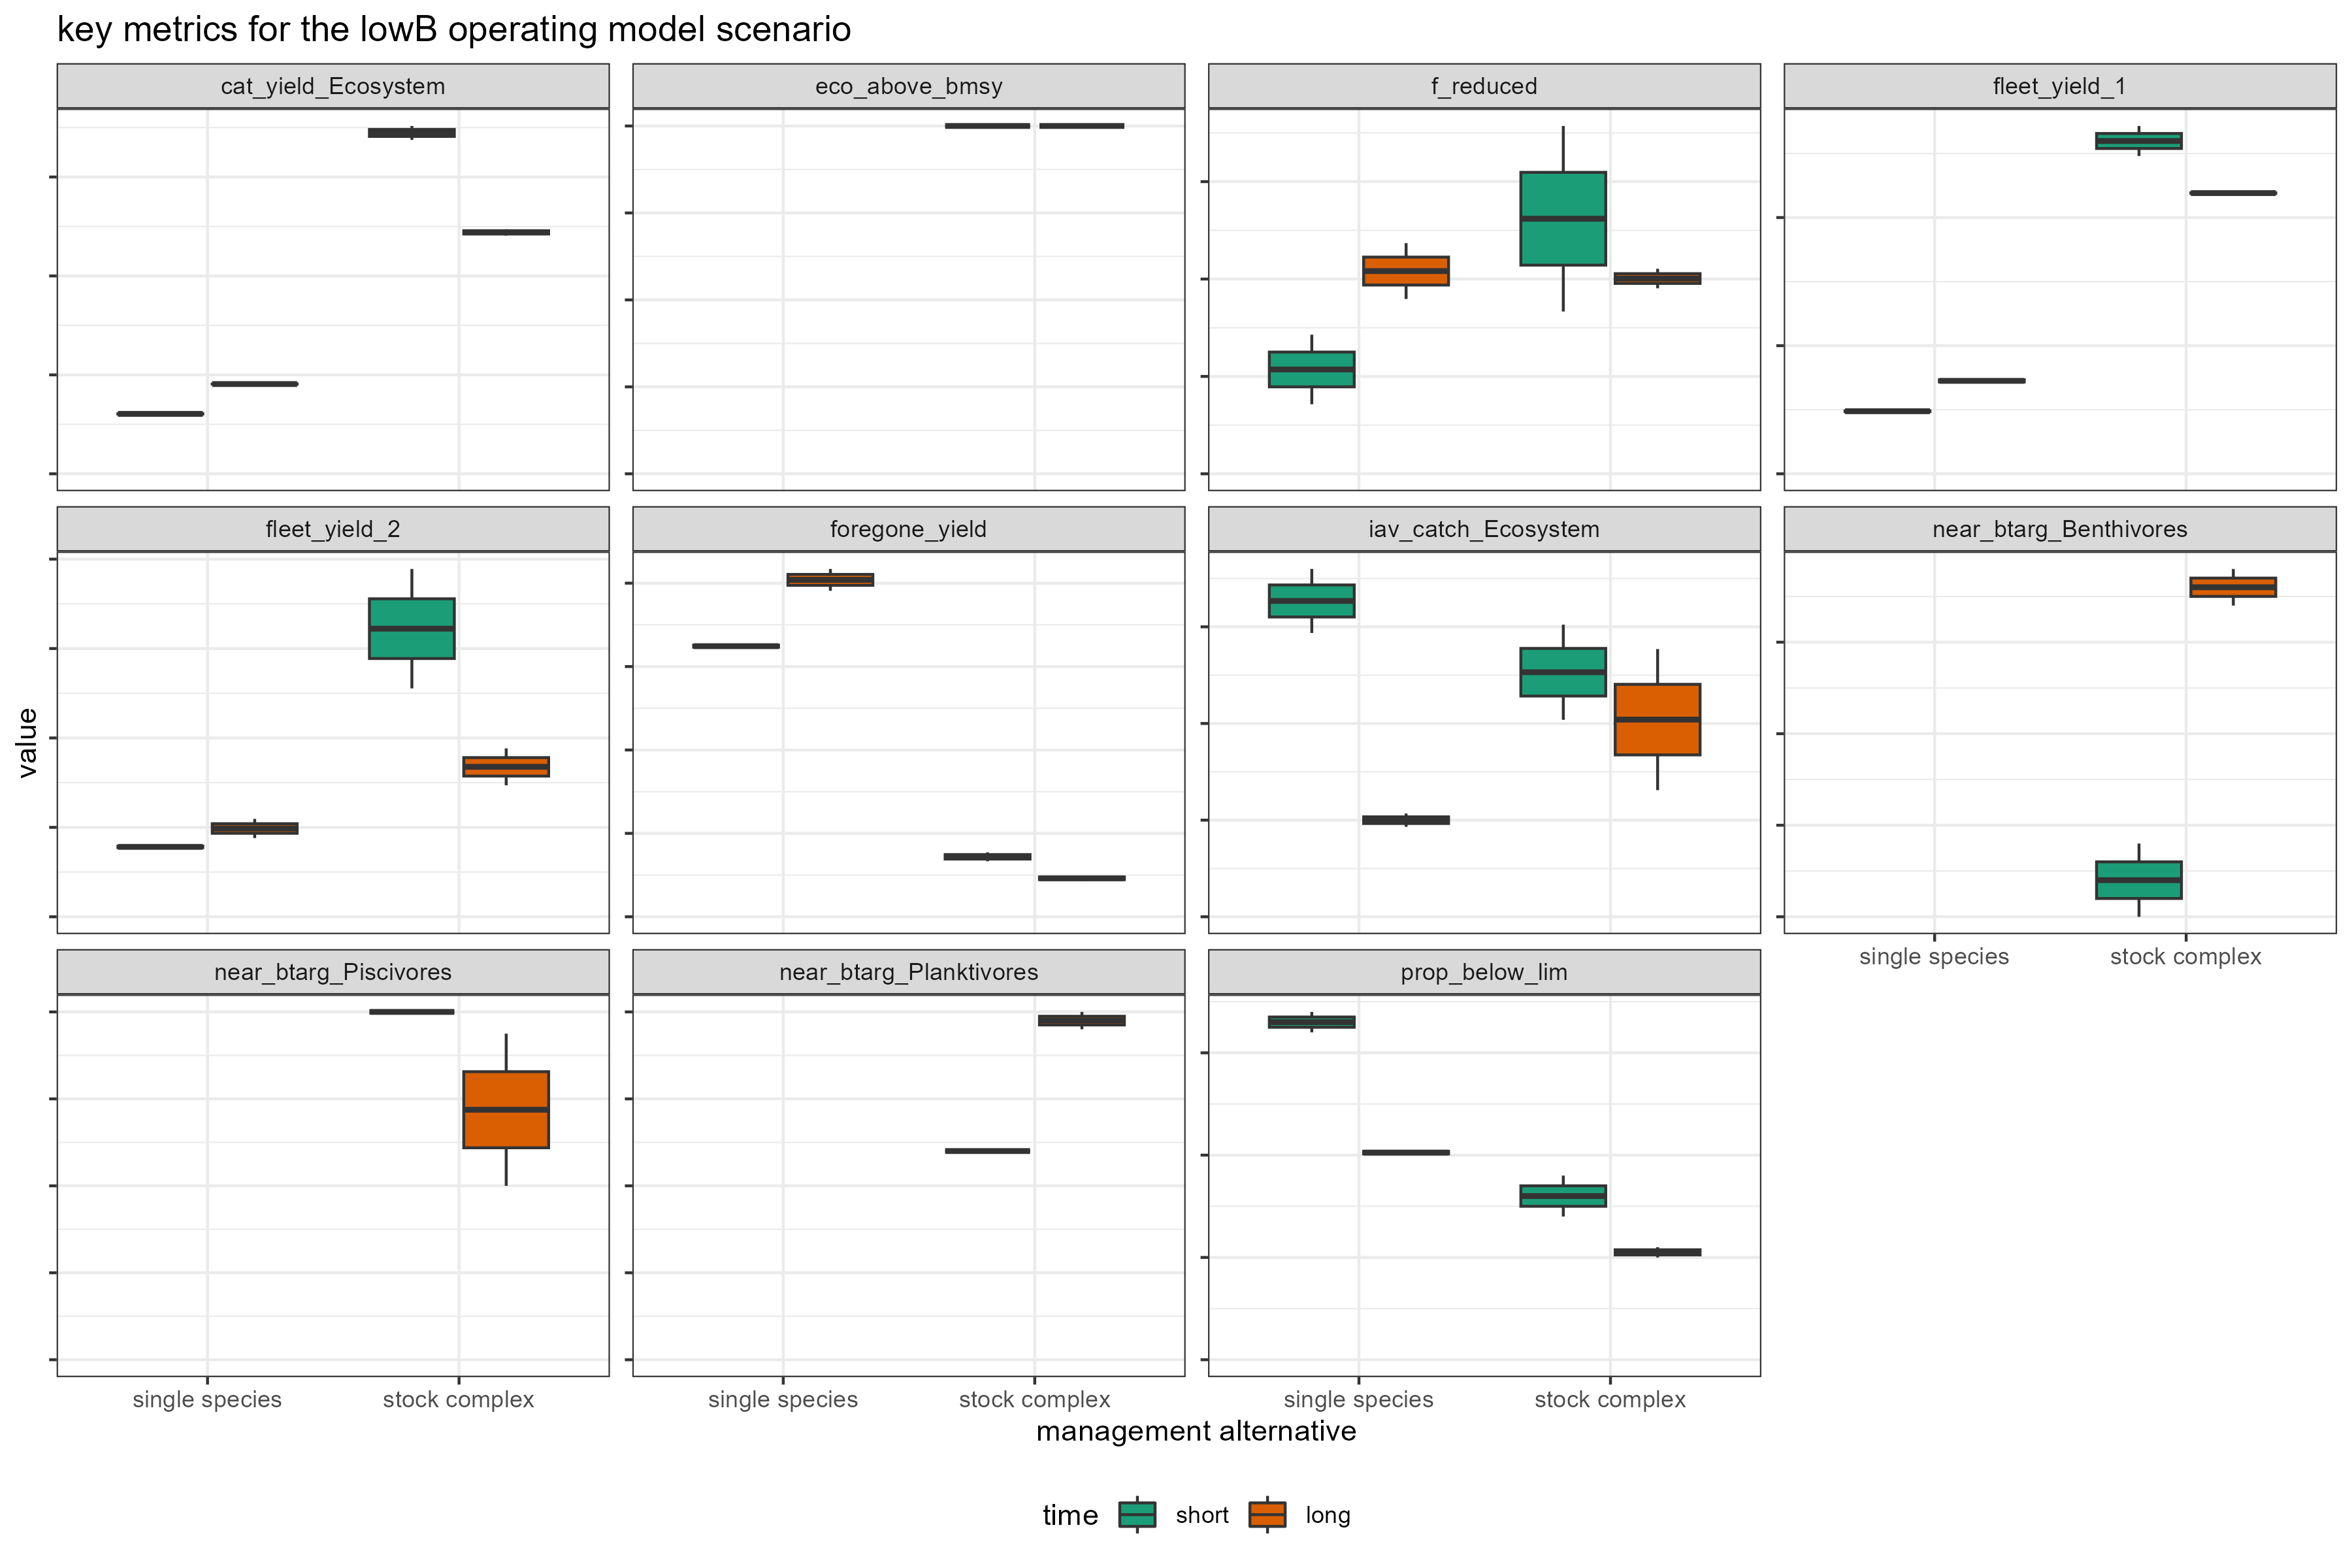 key metrics for the lowB operating model scenario
cat_yield_Ecosystem
eco_above_bmsy
f_reduced
fleet_yield_1
fleet_yield_2
foregone_yield
iav_catch_Ecosystem
near_btarg_Benthivores
value
single species
stock complex
near_btarg_Piscivores
near_btarg_Planktivores
prop_below_lim
single species
stock complex
single species
stock complex
single species
stock complex
management alternative
time short long